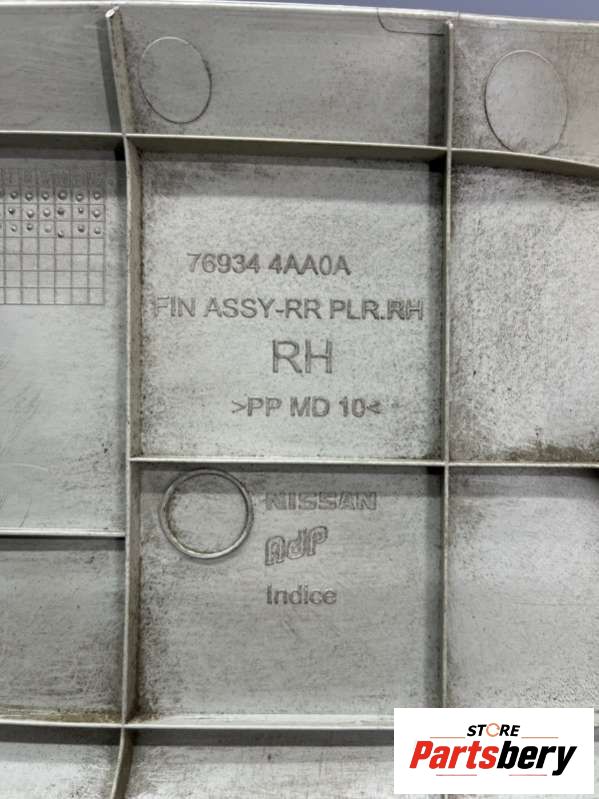 76934 4AA0A
FIN ASSY-RR PLR.RH
RH
>PP MD 10<
NISSAN
AdP
Indice
STORE
Partsbery